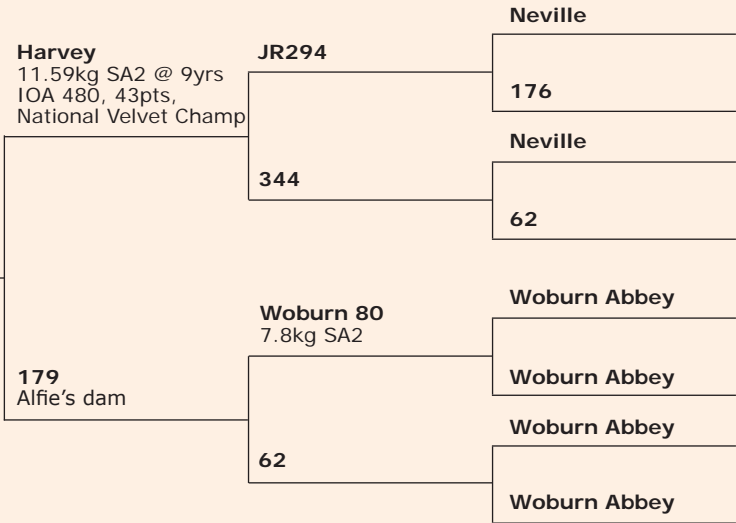 Neville
Harvey
11.59kg SA2 @ 9yrs
IOA 480, 43pts,
National Velvet Champ
JR294
176
Neville
344
62
Woburn Abbey
Woburn 80
7.8kg SA2
Woburn Abbey
179
Alfie's dam
Woburn Abbey
62
Woburn Abbey